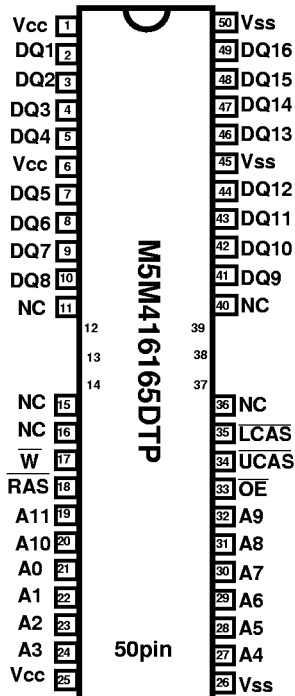 Vcc 1 50 Vss
DQ1 2 49 DQ16
DQ2 3 48 DQ15
DQ3 4 47 DQ14
DQ4 5 46 DQ13
Vcc 6 45 Vss
DQ5 7 44 DQ12
DQ6 8 43 DQ11
DQ7 9 42 DQ10
DQ8 10 41 DQ9
NC 11 40 NC
12 39
13 38
14 37
M5M416165DTP
NC 15 36 NC
NC 16 35 L̅C̅A̅S̅
W̅ 17 34 U̅C̅A̅S̅
R̅A̅S̅ 18 33 O̅E̅
A11 19 32 A9
A10 20 31 A8
A0 21 30 A7
A1 22 29 A6
A2 23 28 A5
A3 24 27 A4
Vcc 25 26 Vss
50pin